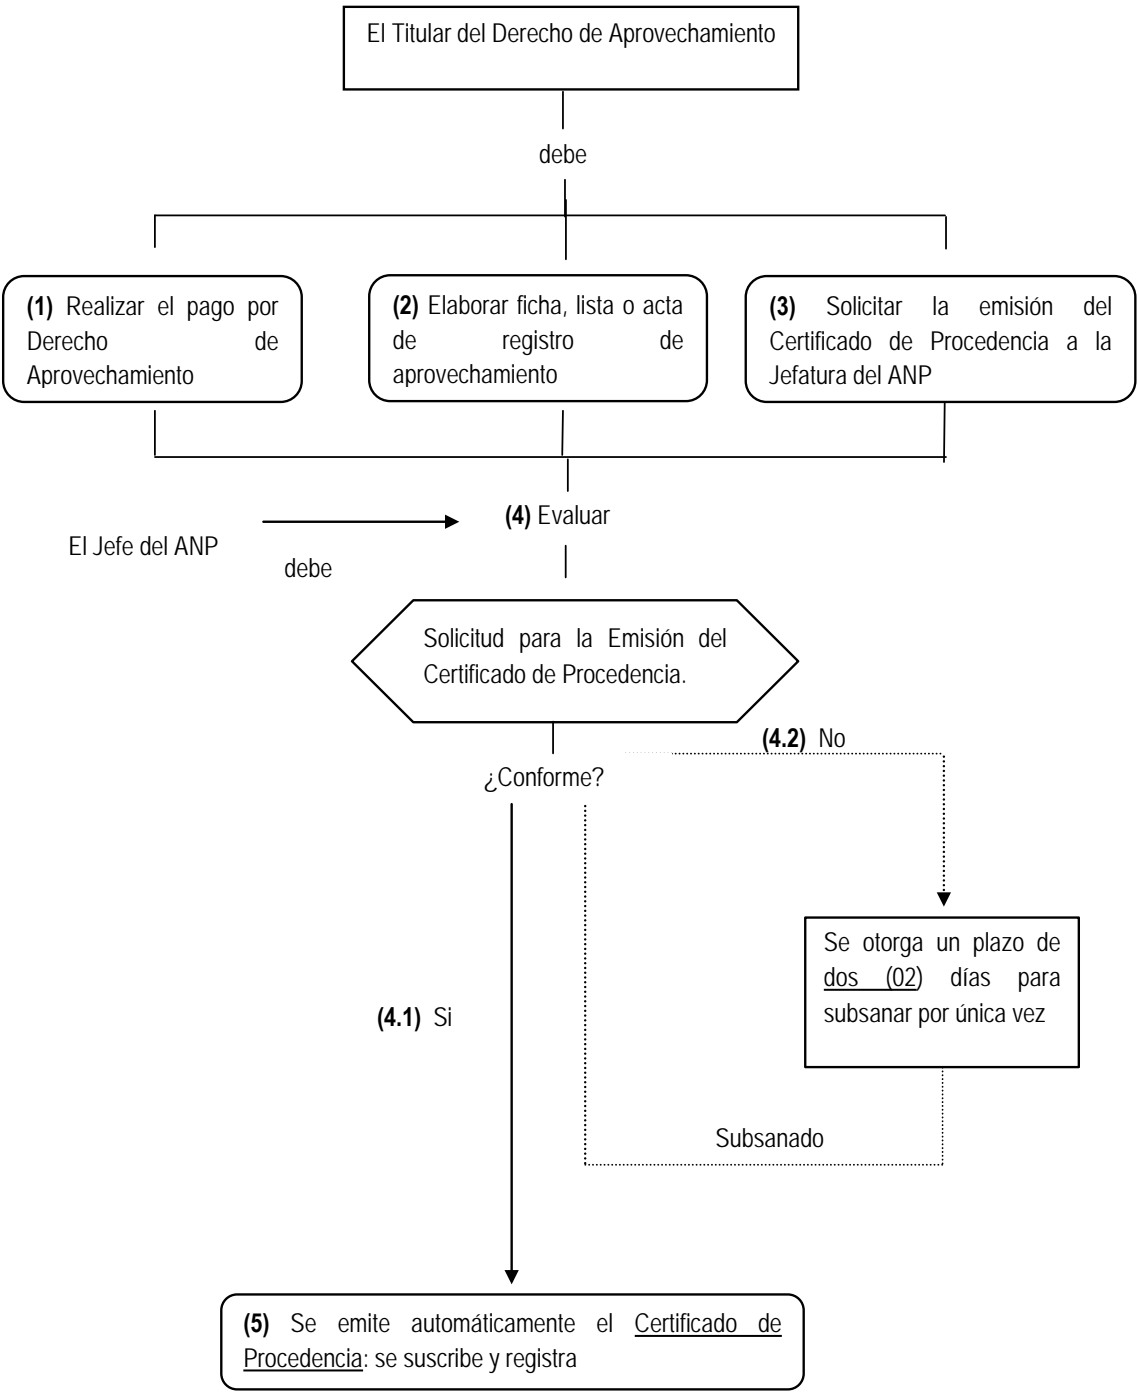 El Titular del Derecho de Aprovechamiento
debe
(1) Realizar el pago por
Derecho de
Aprovechamiento
(2) Elaborar ficha, lista o acta
de registro de
aprovechamiento
(3) Solicitar la emisión del
Certificado de Procedencia a la
Jefatura del ANP
(4) Evaluar
El Jefe del ANP
debe
Solicitud para la Emisión del
Certificado de Procedencia.
(4.2) No
¿Conforme?
Se otorga un plazo de
dos (02) días para
subsanar por única vez
(4.1) Si
Subsanado
(5) Se emite automáticamente el Certificado de
Procedencia: se suscribe y registra